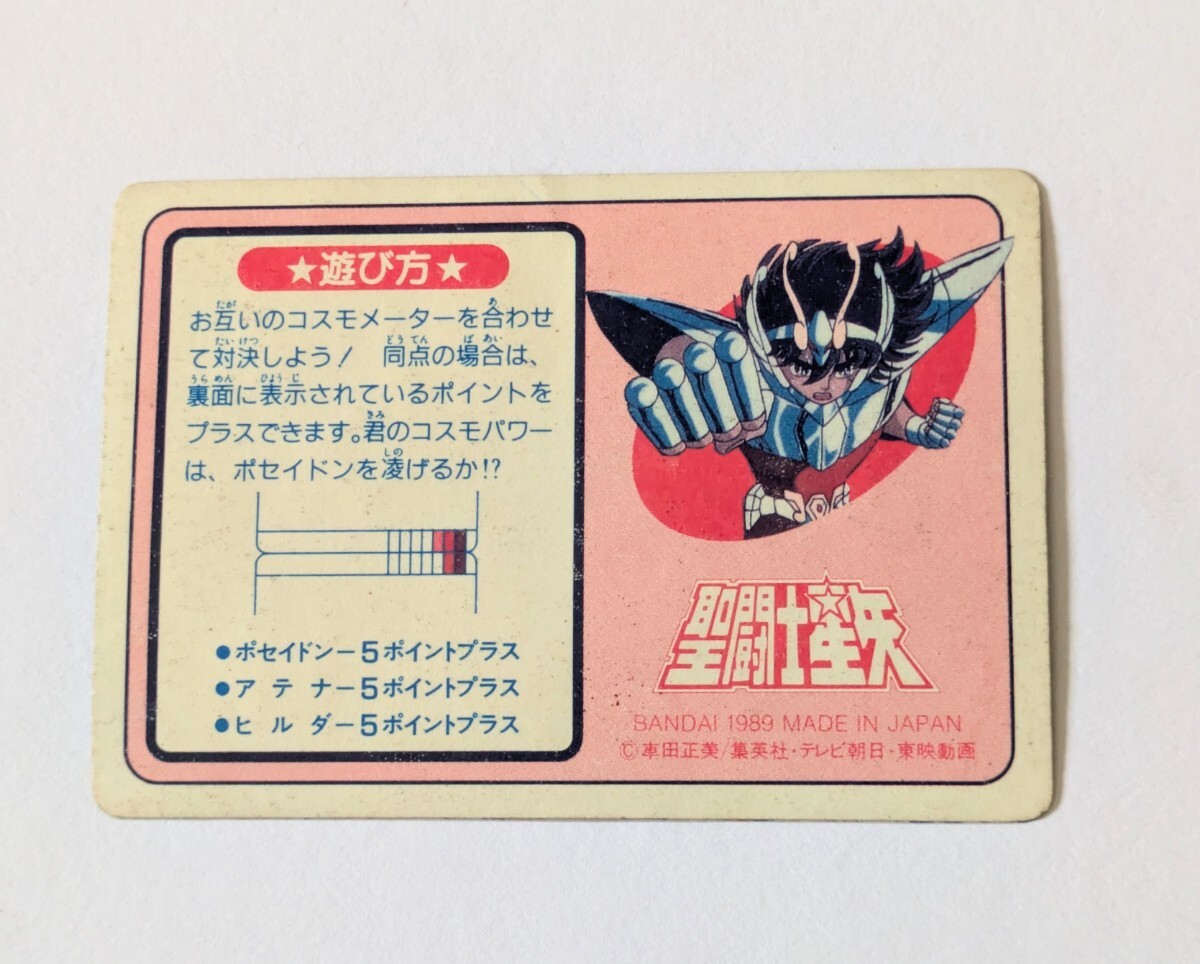 ★遊び方★
お互いのコスモメーターを合わせ
て対決しよう! 同点の場合は、
裏面に表示されているポイントを
プラスできます。君のコスモパワー
は、ポセイドンを凌げるか!?
●ポセイドンー5ポイントプラス
●アテナー5ポイントプラス
●ヒルダー5ポイントプラス
聖闘士星矢
BANDAI 1989 MADE IN JAPAN
©車田正美/集英社・テレビ朝日・東映動画